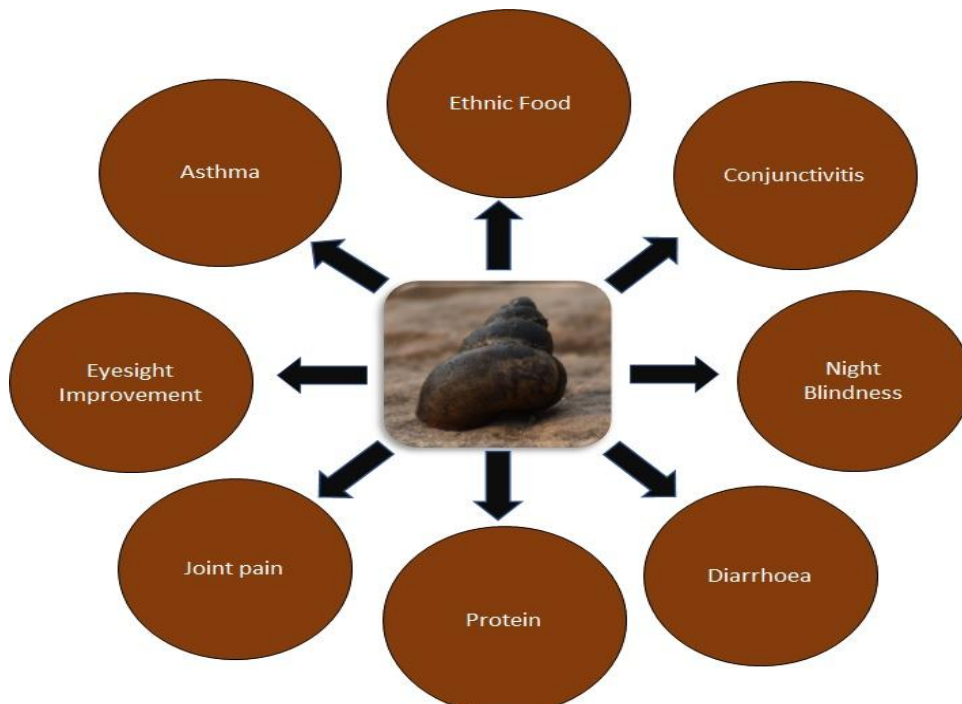 Ethnic Food
Asthma
Conjunctivitis
Eyesight
Improvement
Night
Blindness
Joint pain
Diarrhoea
Protein